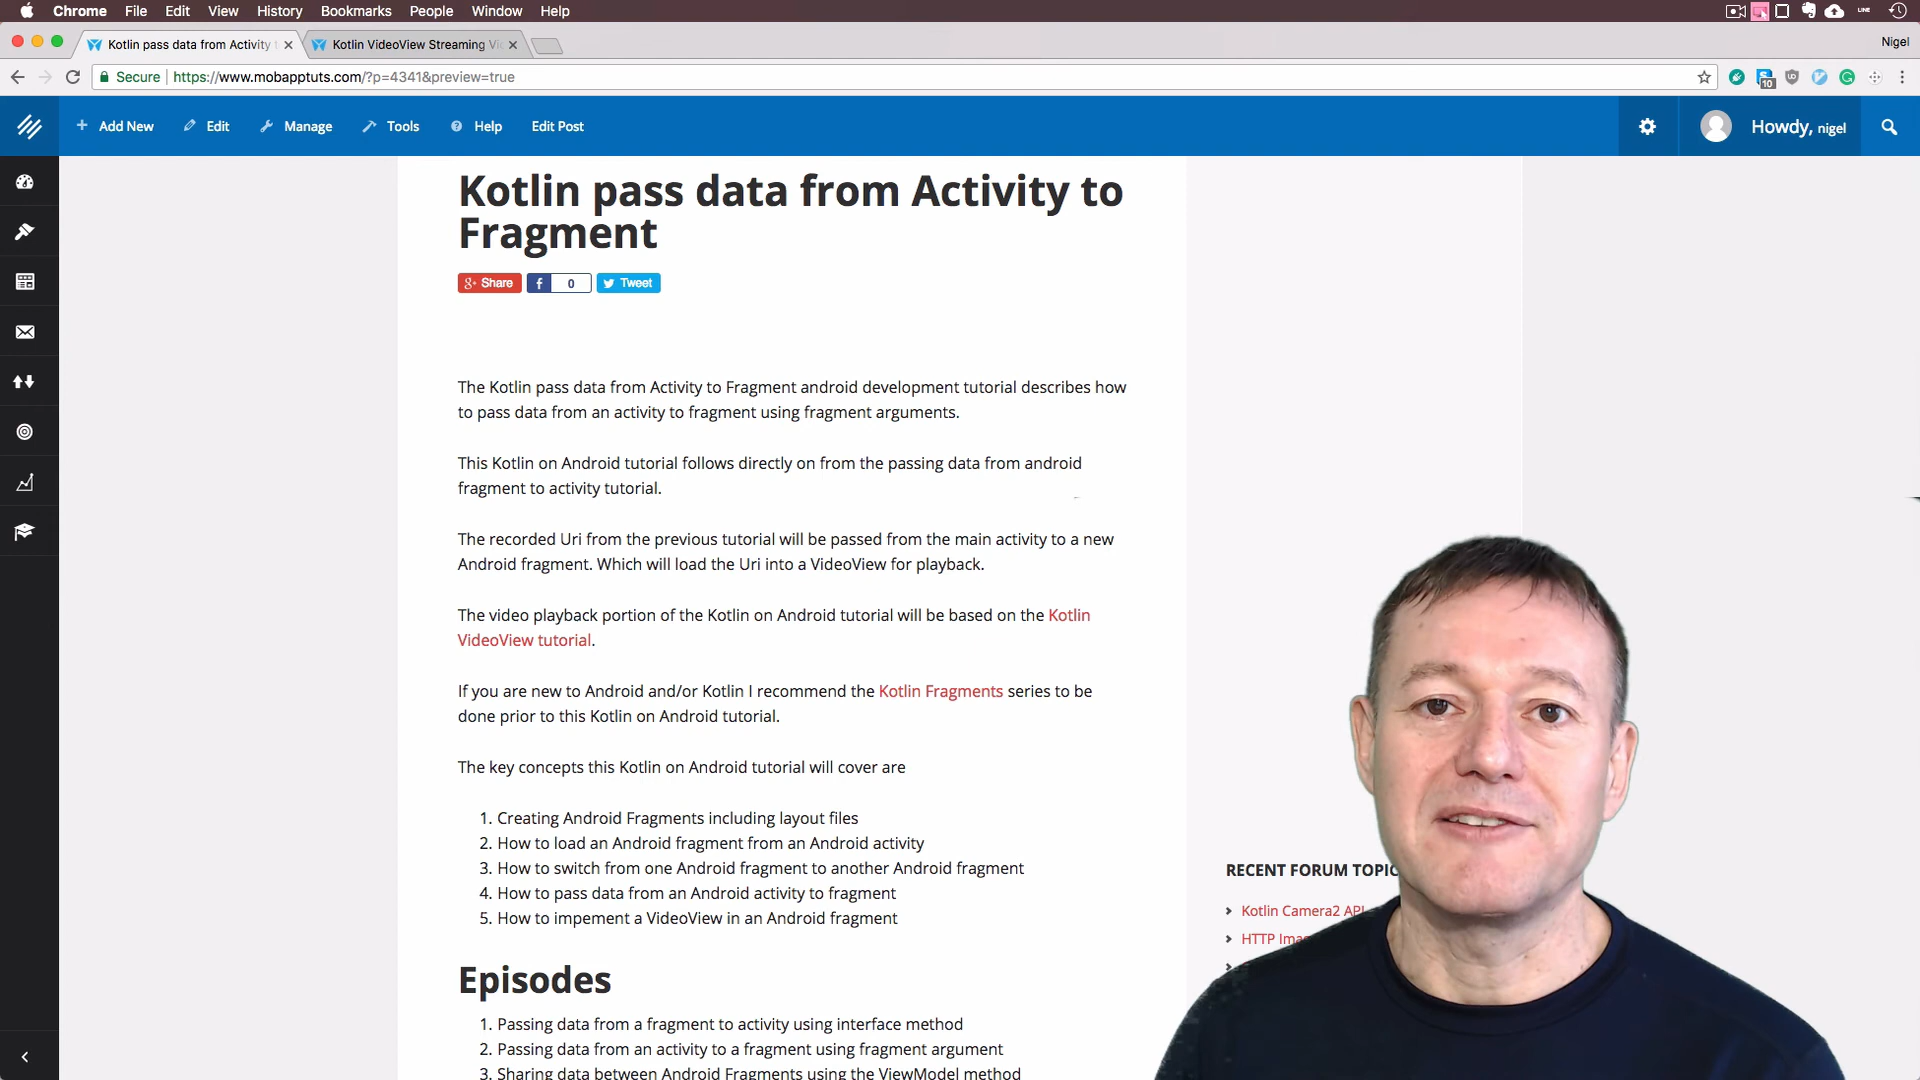 Chrome File Edit View History Bookmarks People Window Help
Kotlin pass data from Activity
Kotlin VideoView Streaming Vi
Nigel
Secure https://www.mobapptuts.com/?p=4341&preview=true
10
Add New Edit Manage Tools Help Edit Post
Howdy, nigel
Kotlin pass data from Activity to
Fragment
Share 0 Tweet
The Kotlin pass data from Activity to Fragment android development tutorial describes how
to pass data from an activity to fragment using fragment arguments.
This Kotlin on Android tutorial follows directly on from the passing data from android
fragment to activity tutorial.
The recorded Uri from the previous tutorial will be passed from the main activity to a new
Android fragment. Which will load the Uri into a VideoView for playback.
The video playback portion of the Kotlin on Android tutorial will be based on the Kotlin
VideoView tutorial.
If you are new to Android and/or Kotlin I recommend the Kotlin Fragments series to be
done prior to this Kotlin on Android tutorial.
The key concepts this Kotlin on Android tutorial will cover are
1. Creating Android Fragments including layout files
2. How to load an Android fragment from an Android activity
3. How to switch from one Android fragment to another Android fragment
4. How to pass data from an Android activity to fragment
5. How to impement a VideoView in an Android fragment
Episodes
1. Passing data from a fragment to activity using interface method
2. Passing data from an activity to a fragment using fragment argument
3. Sharing data between Android Fragments using the ViewModel method
RECENT FORUM TOPIC
Kotlin Camera2 API
HTTP Ima